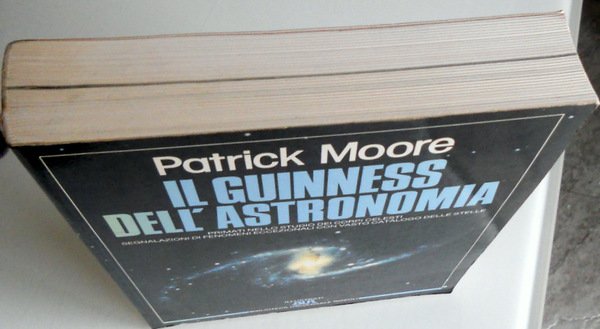 Patrick Moore
IL GUINNESS
DELL'ASTRONOMIA
PRIMATI NELLO STUDIO DEI CORPI CELESTI
SEGNALAZIONI DI FENOMENI ECCEZIONALI CON VASTO CATALOGO DELLE STELLE
BUR